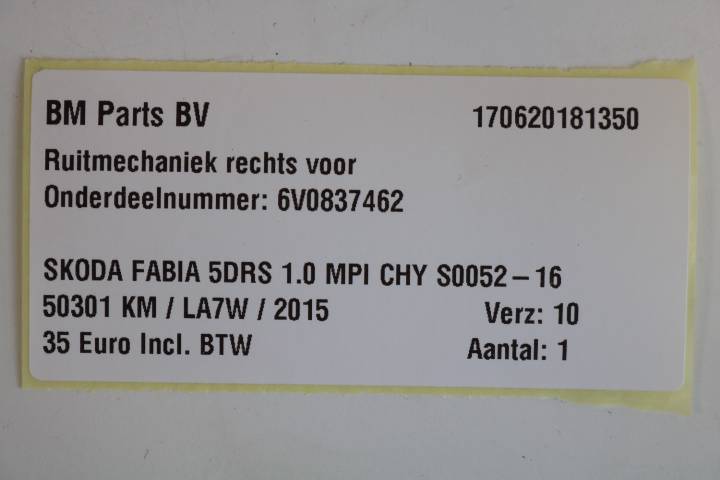 BM Parts BV 170620181350
Ruitmechaniek rechts voor
Onderdeelnummer: 6V0837462
SKODA FABIA 5DRS 1.0 MPI CHY S0052-16
50301 KM / LA7W / 2015 Verz: 10
35 Euro Incl. BTW Aantal: 1